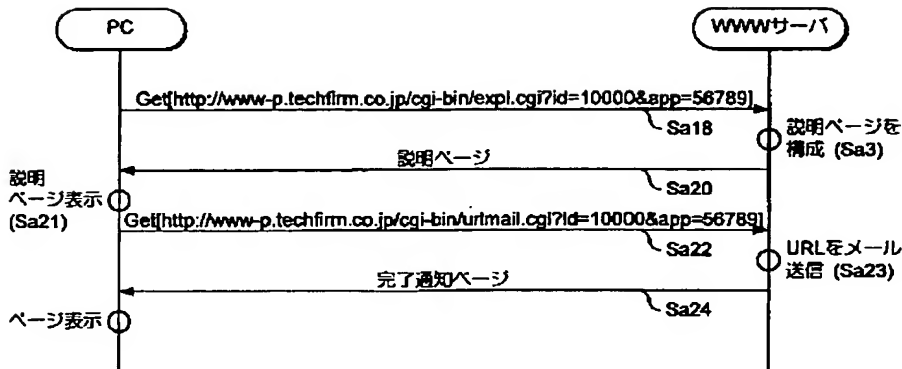 PC
WWWサーバ
Get[http://www-p.techfirm.co.jp/cgi-bin/expl.cgi?id=10000&app=56789]
Sa18
説明ページを
構成 (Sa3)
説明ページ
Sa20
説明
ページ表示
(Sa21)
Get[http://www-p.techfirm.co.jp/cgi-bin/urlmail.cgi?id=10000&app=56789]
Sa22
URLをメール
送信 (Sa23)
完了通知ページ
Sa24
ページ表示